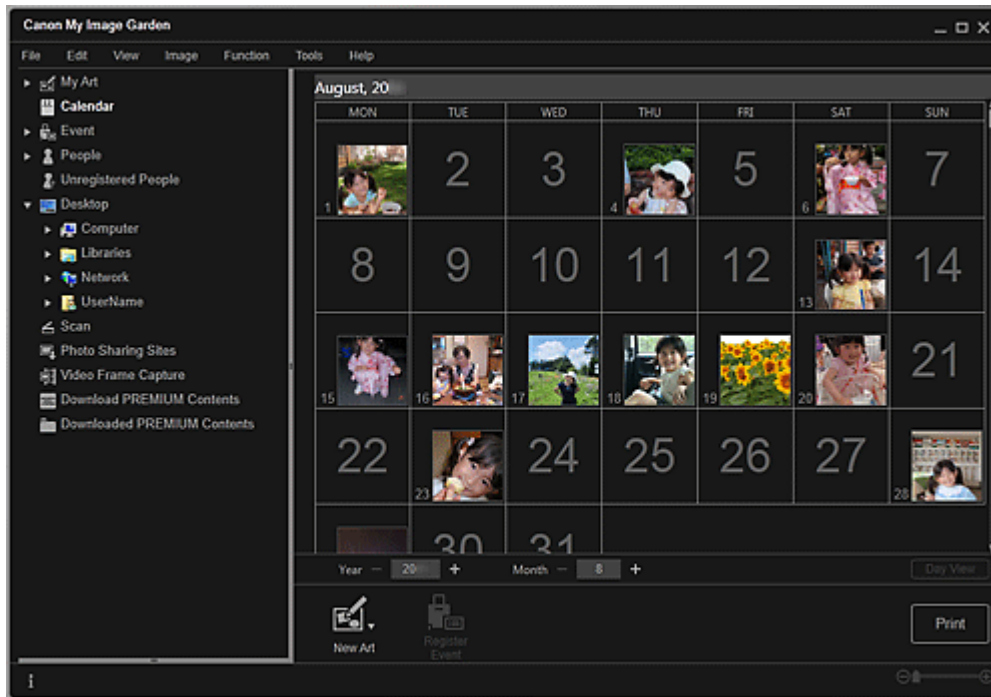 Canon My Image Garden
File Edit View Image Function Tools Help
My Art
Calendar
Event
People
Unregistered People
Desktop
Computer
Libraries
Network
UserName
Scan
Photo Sharing Sites
Video Frame Capture
Download PREMIUM Contents
Downloaded PREMIUM Contents
August, 20
MON TUE WED THU FRI SAT SUN
1 2 3 4 5 6 7
8 9 10 11 12 13 14
15 16 17 18 19 20 21
22 23 24 25 26 27 28
30 31
Year − 20 + Month − 8 + Day View
New Art
Register
Event
Print
i